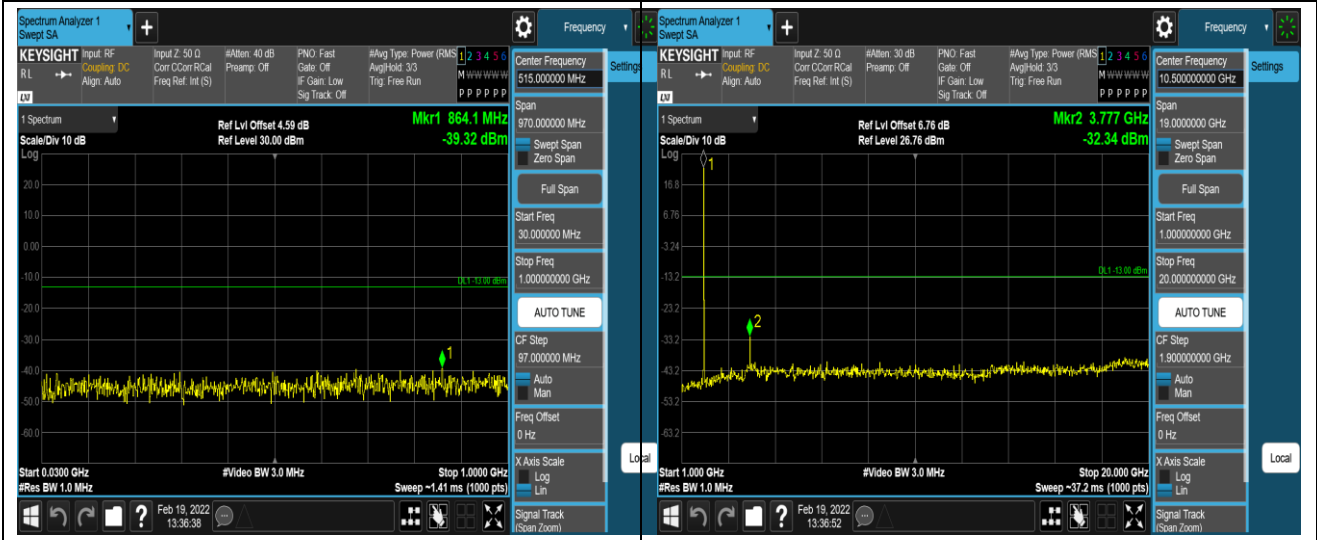 Spectrum Analyzer 1
Swept SA
Frequency
KEYSIGHT
RL
LXI
Input: RF
Coupling: DC
Align: Auto
Input Z: 50 Ω
Corr CCorr RCal
Freq Ref: Int (S)
#Atten: 40 dB
Preamp: Off
PNO: Fast
Gate: Off
IF Gain: Low
Sig Track: Off
#Avg Type: Power (RMS
Avg|Hold: 3/3
Trig: Free Run
1 2 3 4 5 6
M W W W W W
P P P P P P
1 Spectrum
Scale/Div 10 dB
Log
Ref Lvl Offset 4.59 dB
Ref Level 30.00 dBm
Mkr1 864.1 MHz
-39.32 dBm
20.0
10.0
0.00
-10.0
-20.0
-30.0
-40.0
-50.0
-60.0
DL1 -13.00 dBm
1
Start 0.0300 GHz
#Res BW 1.0 MHz
#Video BW 3.0 MHz
Stop 1.0000 GHz
Sweep ~1.41 ms (1000 pts)
Feb 19, 2022
13:36:38
Center Frequency
515.000000 MHz
Span
970.000000 MHz
Swept Span
Zero Span
Full Span
Start Freq
30.000000 MHz
Stop Freq
1.000000000 GHz
AUTO TUNE
CF Step
97.000000 MHz
Auto
Man
Freq Offset
0 Hz
X Axis Scale
Log
Lin
Signal Track
(Span Zoom)
Settings
Local
Spectrum Analyzer 1
Swept SA
Frequency
KEYSIGHT
RL
LXI
Input: RF
Coupling: DC
Align: Auto
Input Z: 50 Ω
Corr CCorr RCal
Freq Ref: Int (S)
#Atten: 30 dB
Preamp: Off
PNO: Fast
Gate: Off
IF Gain: Low
Sig Track: Off
#Avg Type: Power (RMS
Avg|Hold: 3/3
Trig: Free Run
1 2 3 4 5 6
M W W W W W
P P P P P P
1 Spectrum
Scale/Div 10 dB
Log
Ref Lvl Offset 6.76 dB
Ref Level 26.76 dBm
Mkr2 3.777 GHz
-32.34 dBm
16.8
6.76
-3.24
-13.2
-23.2
-33.2
-43.2
-53.2
-63.2
DL1 -13.00 dBm
1
2
Start 1.000 GHz
#Res BW 1.0 MHz
#Video BW 3.0 MHz
Stop 20.000 GHz
Sweep ~37.2 ms (1000 pts)
Feb 19, 2022
13:36:52
Center Frequency
10.500000000 GHz
Span
19.0000000 GHz
Swept Span
Zero Span
Full Span
Start Freq
1.000000000 GHz
Stop Freq
20.000000000 GHz
AUTO TUNE
CF Step
1.900000000 GHz
Auto
Man
Freq Offset
0 Hz
X Axis Scale
Log
Lin
Signal Track
(Span Zoom)
Settings
Local